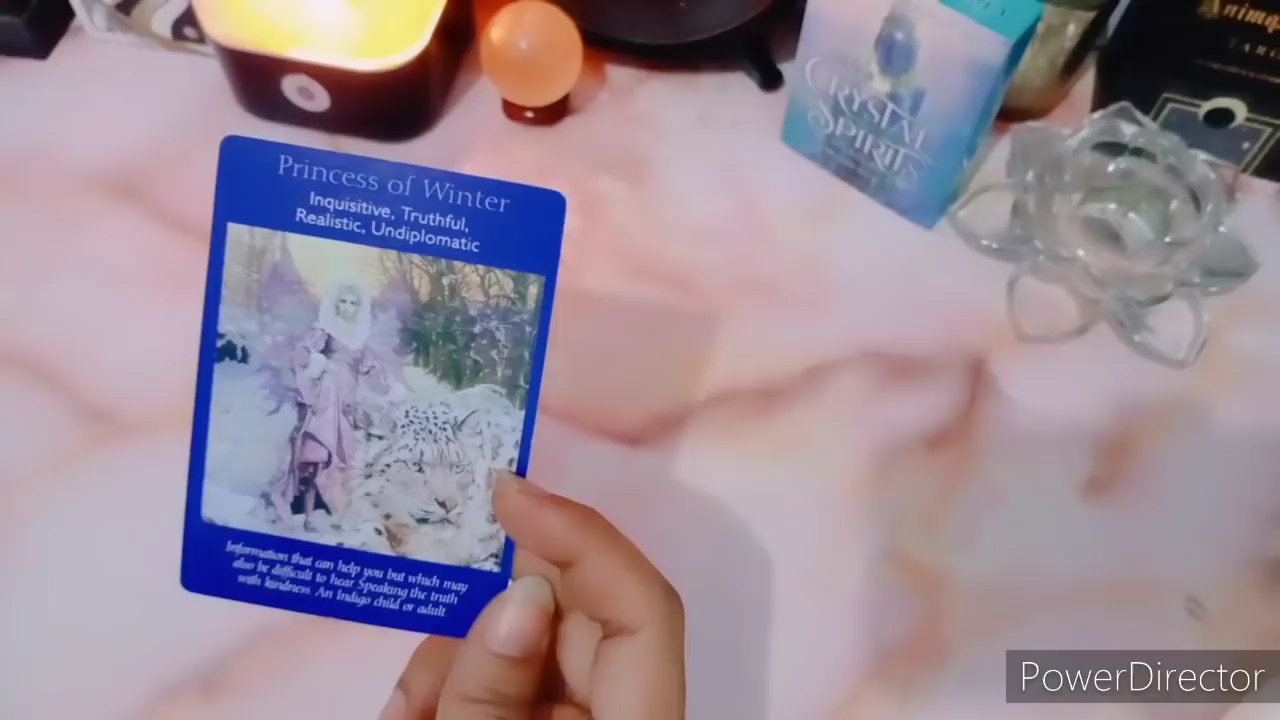 CRYSTAL
SPIRITS
Princess of Winter
Inquisitive, Truthful,
Realistic, Undiplomatic
Information that can help you but which may
also be difficult to hear Speaking the truth
with kindness. An Indigo child or adult
PowerDirector